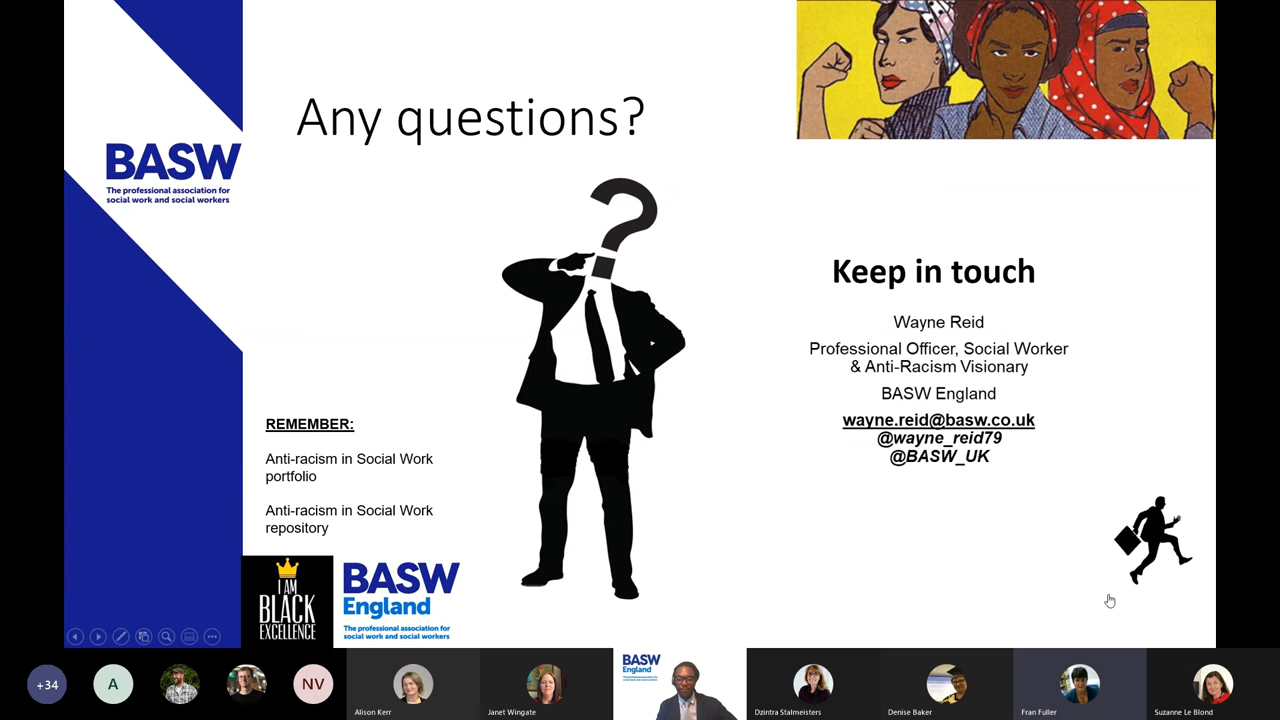 Any questions?
BASW
The professional association for
social work and social workers
?
Keep in touch
Wayne Reid
Professional Officer, Social Worker
& Anti-Racism Visionary
BASW England
wayne.reid@basw.co.uk
@wayne_reid79
@BASW_UK
REMEMBER:
Anti-racism in Social Work
portfolio
Anti-racism in Social Work
repository
I AM
BLACK
EXCELLENCE
BASW
England
The professional association for
social work and social workers
+34
A
NV
Alison Kerr
Janet Wingate
BASW
England
Dzintra Stalmeisters
Denise Baker
Fran Fuller
Suzanne Le Blond